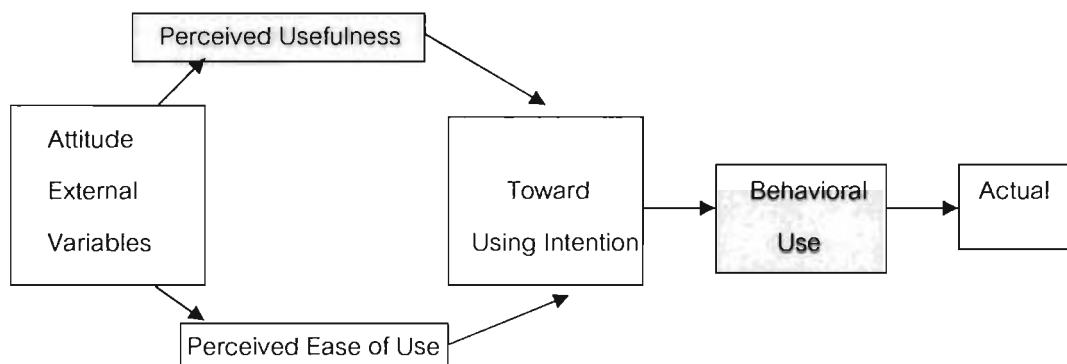 Perceived Usefulness
Attitude
External
Variables
Toward
Using Intention
Behavioral
Use
Actual
Perceived Ease of Use